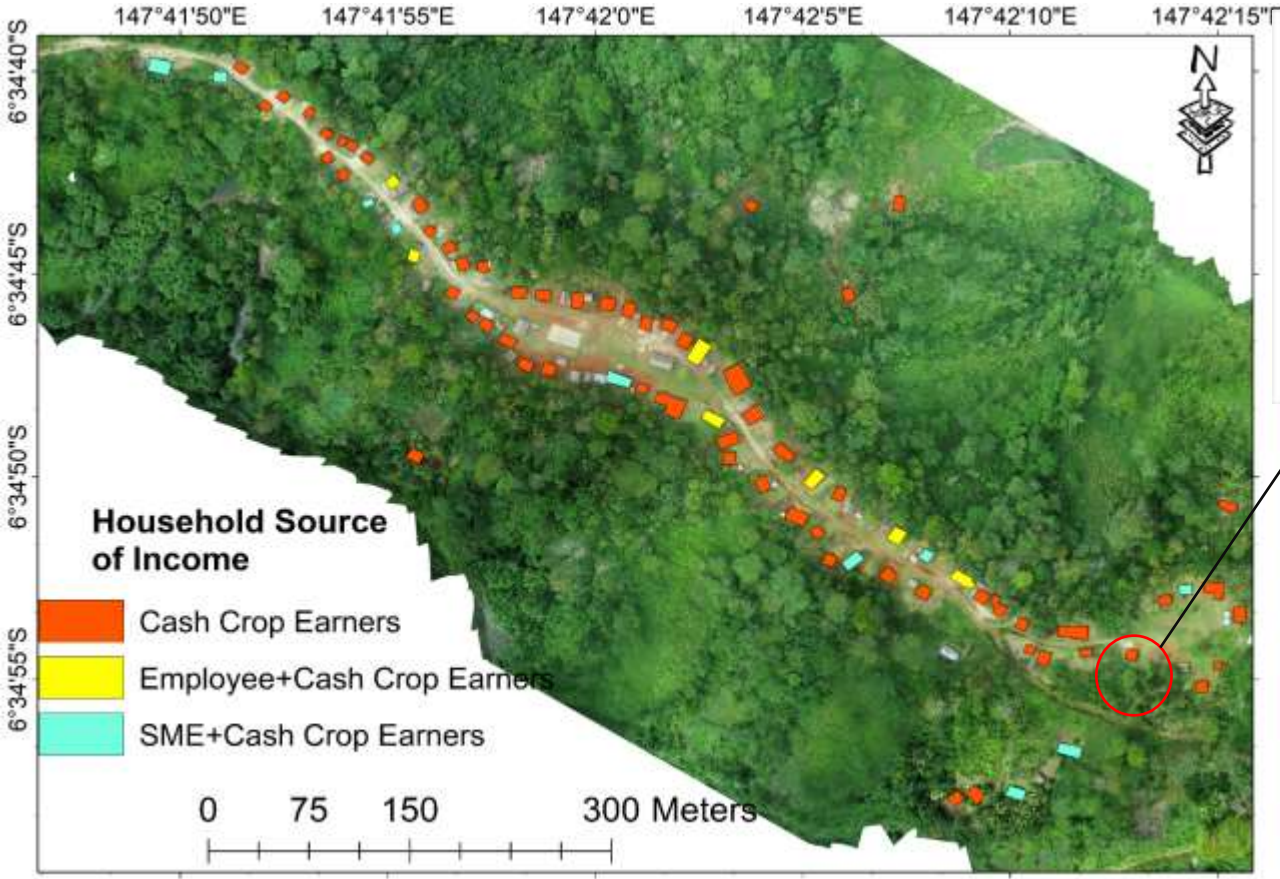 147°41'50"E 147°41'55"E 147°42'0"E 147°42'5"E 147°42'10"E 147°42'15"E
6°34'40"S
6°34'45"S
6°34'50"S
6°34'55"S
N
Household Source
of Income
Cash Crop Earners
Employee+Cash Crop Earners
SME+Cash Crop Earners
0 75 150 300 Meters